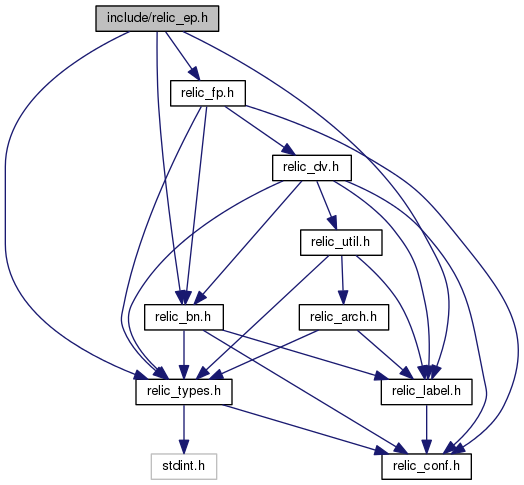 include/relic_ep.h
relic_fp.h
relic_dv.h
relic_util.h
relic_bn.h
relic_arch.h
relic_types.h
relic_label.h
stdint.h
relic_conf.h